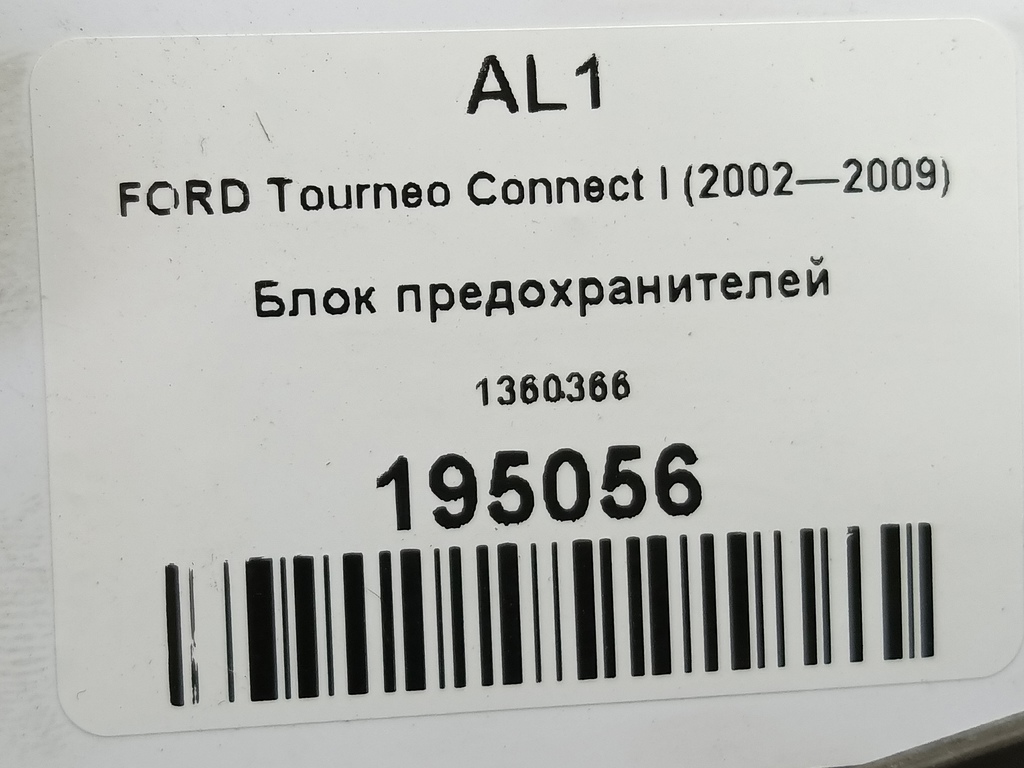 AL1
FORD Tourneo Connect I (2002—2009)
Блок предохранителей
1360366
195056